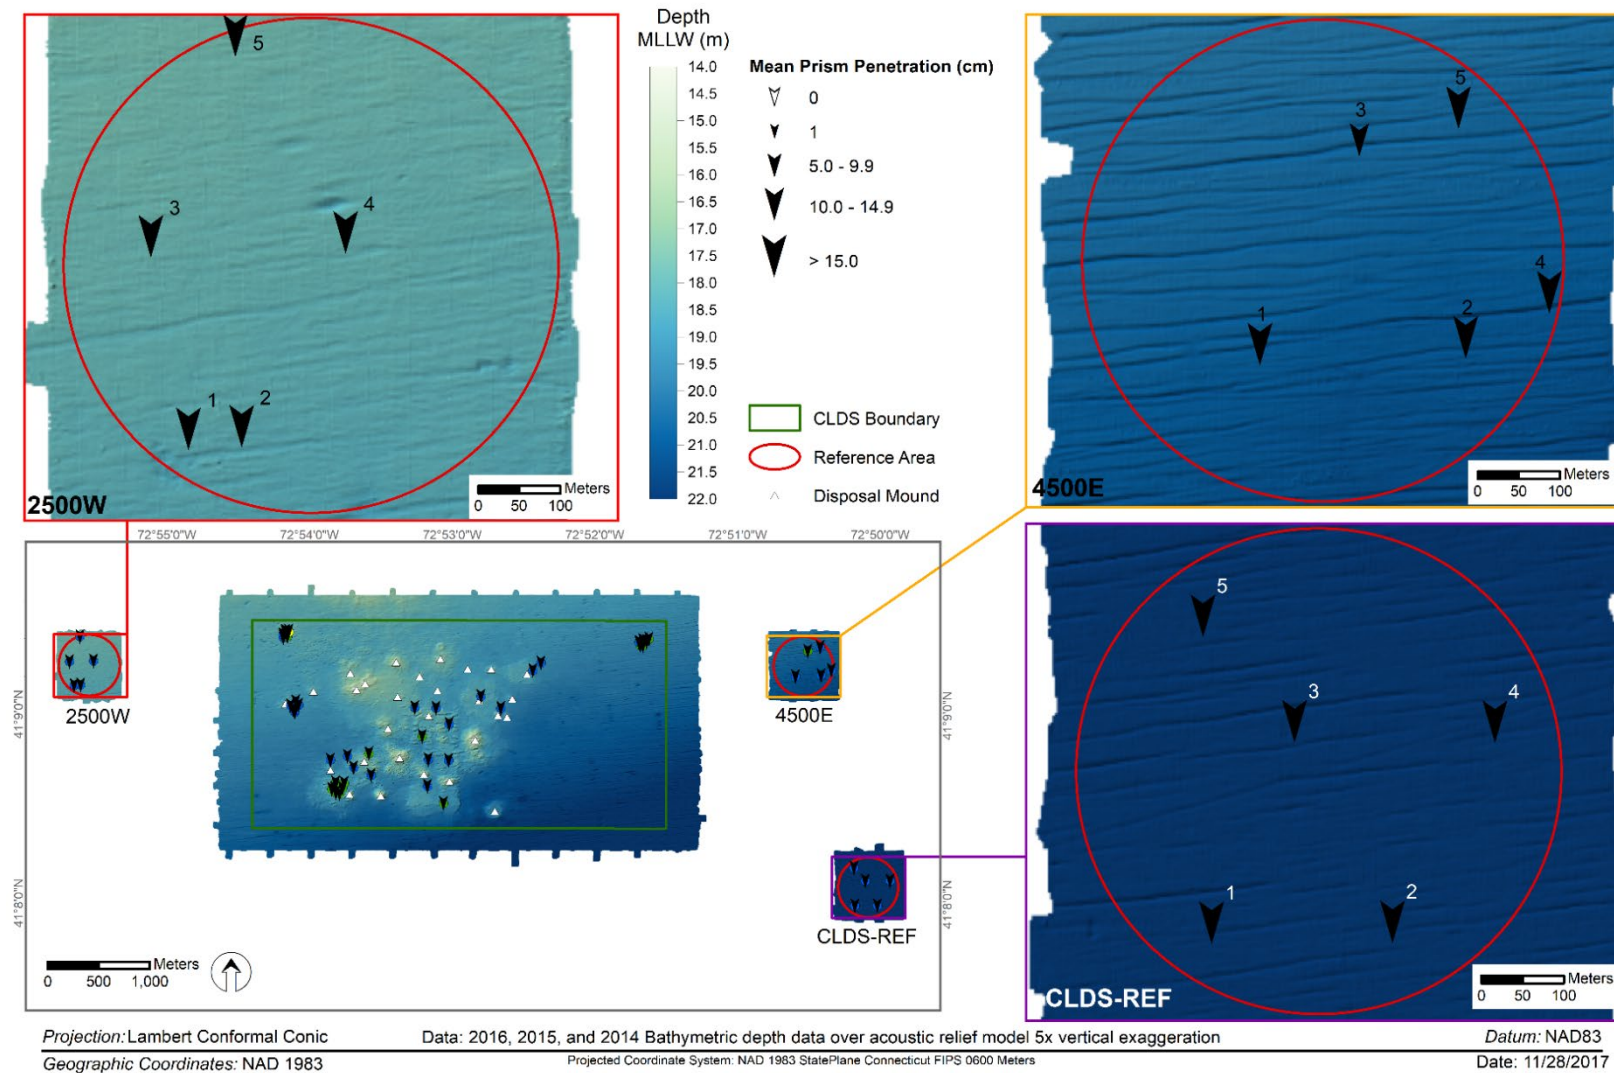 5
3
4
1
2
Meters
0 50 100
2500W
Depth
MLLW (m)
14.0
15.0
15.5
16.0
16.5
17.0
17.5
18.0
18.5
19.0
19.5
20.0
20.5
21.0
21.5
22.0
Mean Prism Penetration (cm)
0
1
5.0 - 9.9
10.0 - 14.9
> 15.0
CLDS Boundary
Reference Area
Disposal Mound
5
3
4
1
2
Meters
0 50 100
4500E
72°55'0"W 72°54'0"W 72°53'0"W 72°52'0"W 72°51'0"W 72°50'0"W
41°9'0"N
41°8'0"N
2500W
4500E
CLDS-REF
41°9'0"N
41°8'0"N
Meters
0 500 1,000
5
3
4
1
2
Meters
0 50 100
CLDS-REF
Projection: Lambert Conformal Conic Data: 2016, 2015, and 2014 Bathymetric depth data over acoustic relief model 5x vertical exaggeration Datum: NAD83
Geographic Coordinates: NAD 1983 Projected Coordinate System: NAD 1983 StatePlane Connecticut FIPS 0600 Meters Date: 11/28/2017